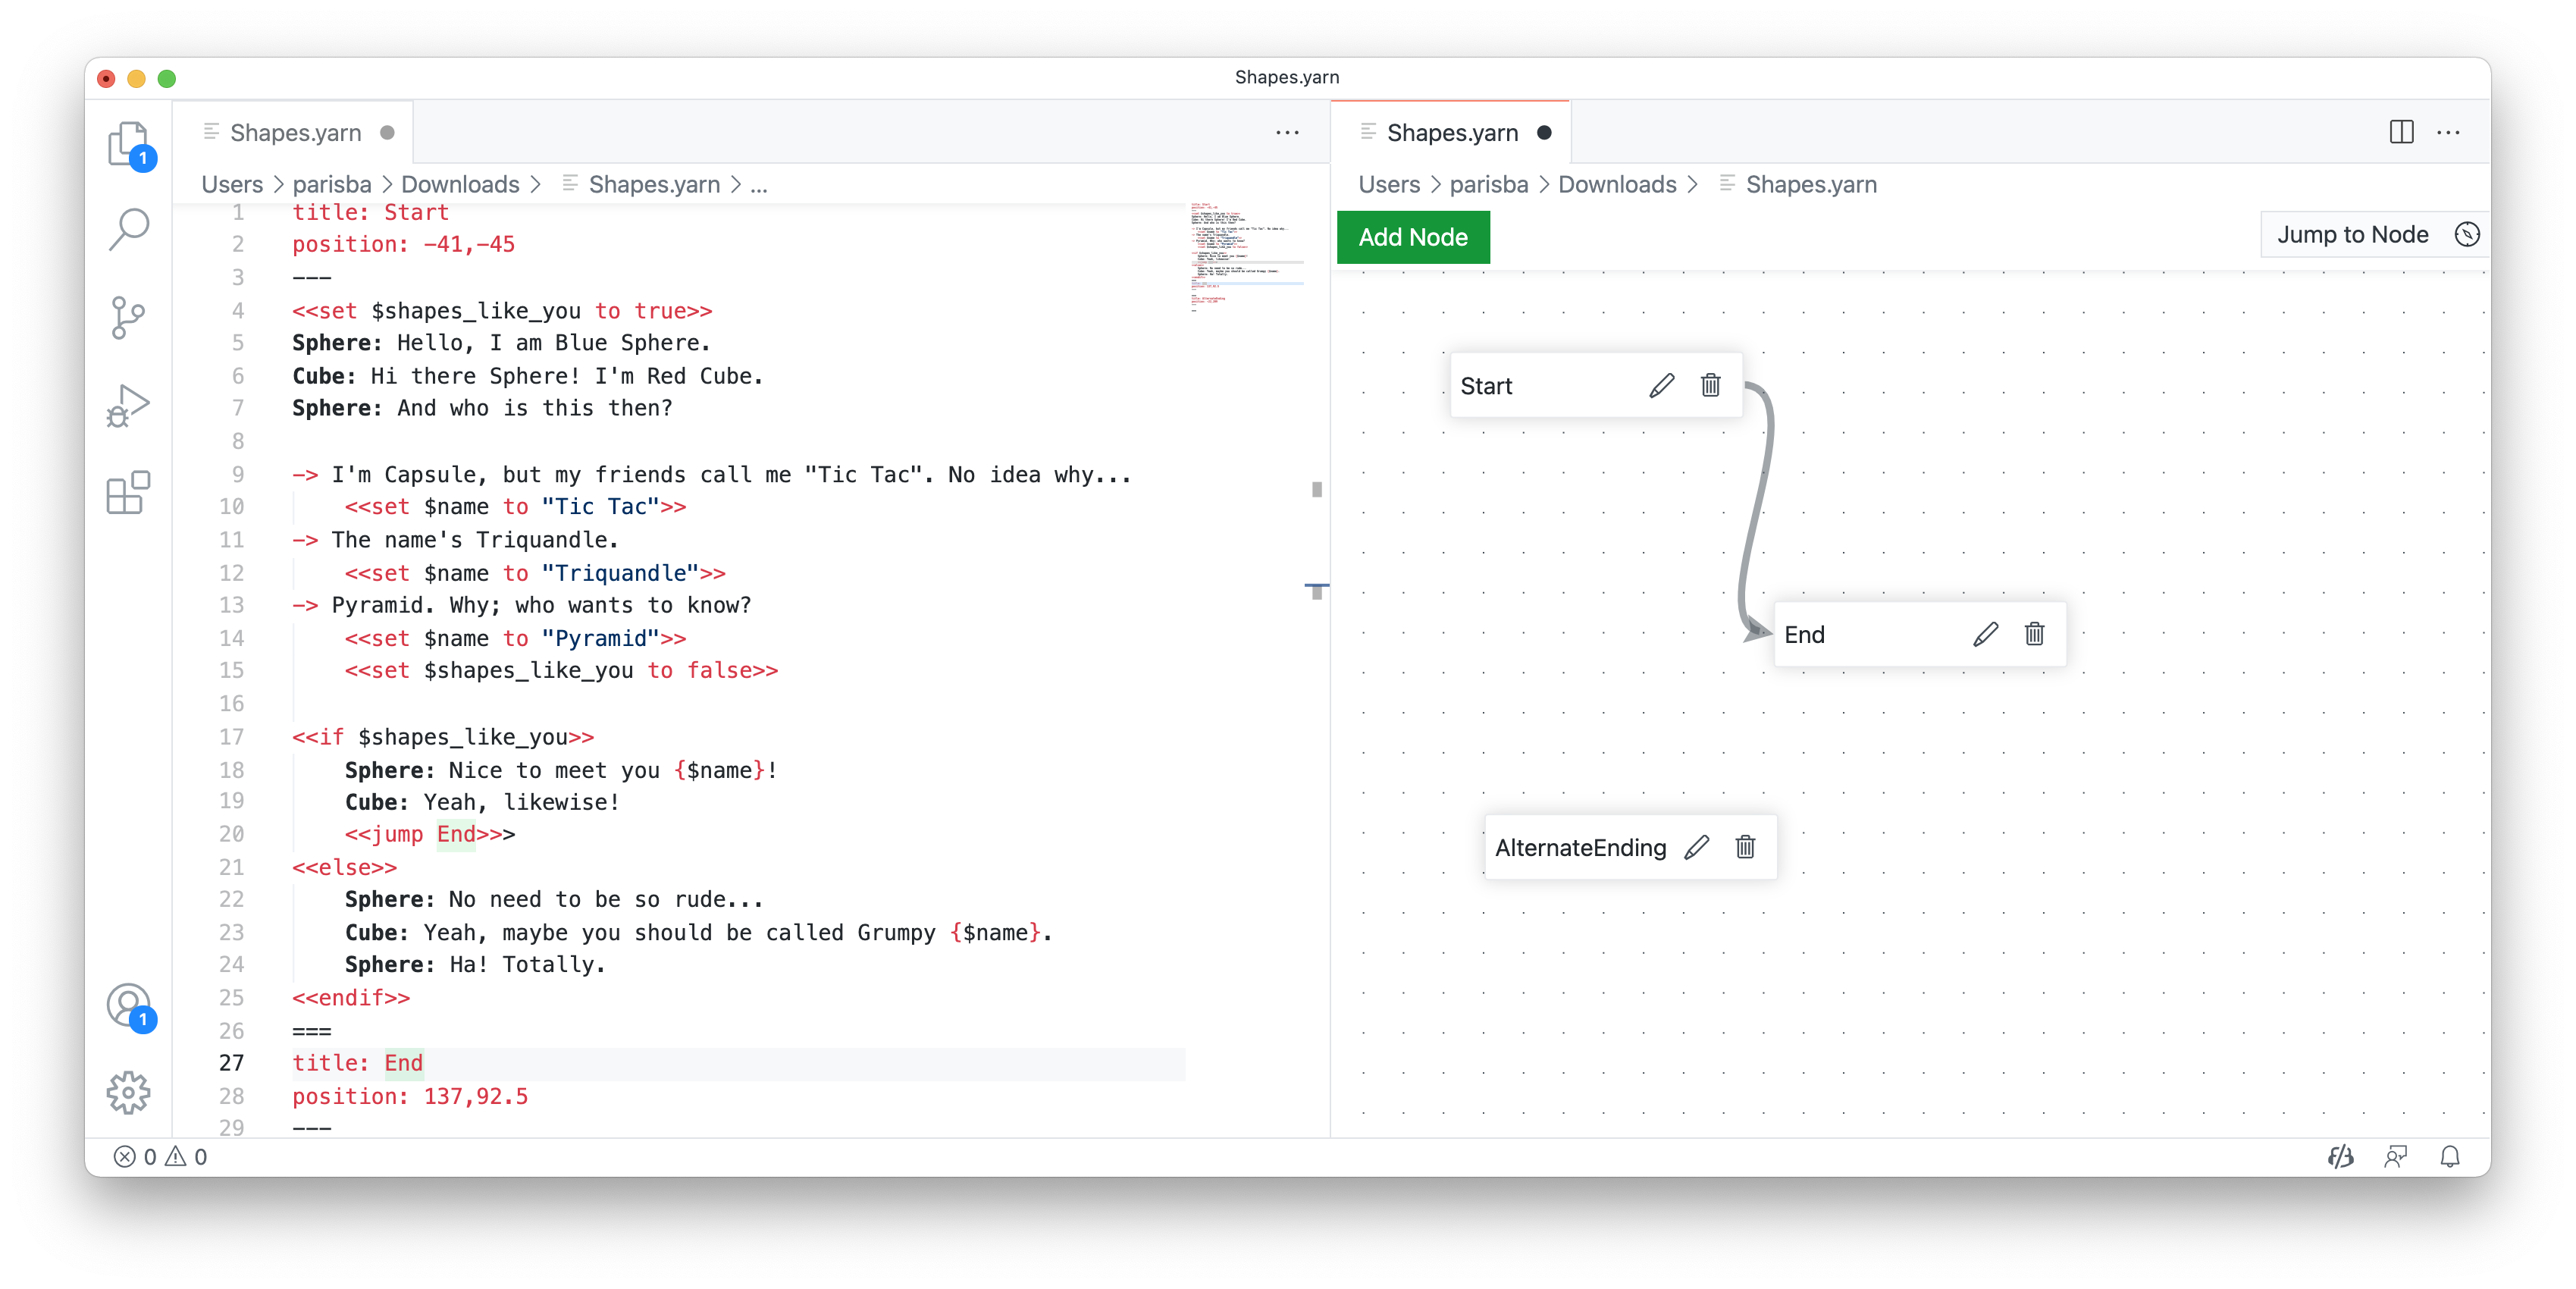 Shapes.yarn
1
Shapes.yarn
Users > parisba > Downloads > Shapes.yarn > ...
1 title: Start
2 position: -41,-45
3 ---
4 <<set $shapes_like_you to true>>
5 Sphere: Hello, I am Blue Sphere.
6 Cube: Hi there Sphere! I'm Red Cube.
7 Sphere: And who is this then?
8
9 -> I'm Capsule, but my friends call me "Tic Tac". No idea why...
10 <<set $name to "Tic Tac">>
11 -> The name's Triquandle.
12 <<set $name to "Triquandle">>
13 -> Pyramid. Why; who wants to know?
14 <<set $name to "Pyramid">>
15 <<set $shapes_like_you to false>>
16
17 <<if $shapes_like_you>>
18 Sphere: Nice to meet you {$name}!
19 Cube: Yeah, likewise!
20 <<jump End>>>
21 <<else>>
22 Sphere: No need to be so rude...
23 Cube: Yeah, maybe you should be called Grumpy {$name}.
24 Sphere: Ha! Totally.
25 <<endif>>
26 ===
27 title: End
28 position: 137,92.5
29 ---
1
0 0
Shapes.yarn
Users > parisba > Downloads > Shapes.yarn
Add Node
Jump to Node
Start
End
AlternateEnding